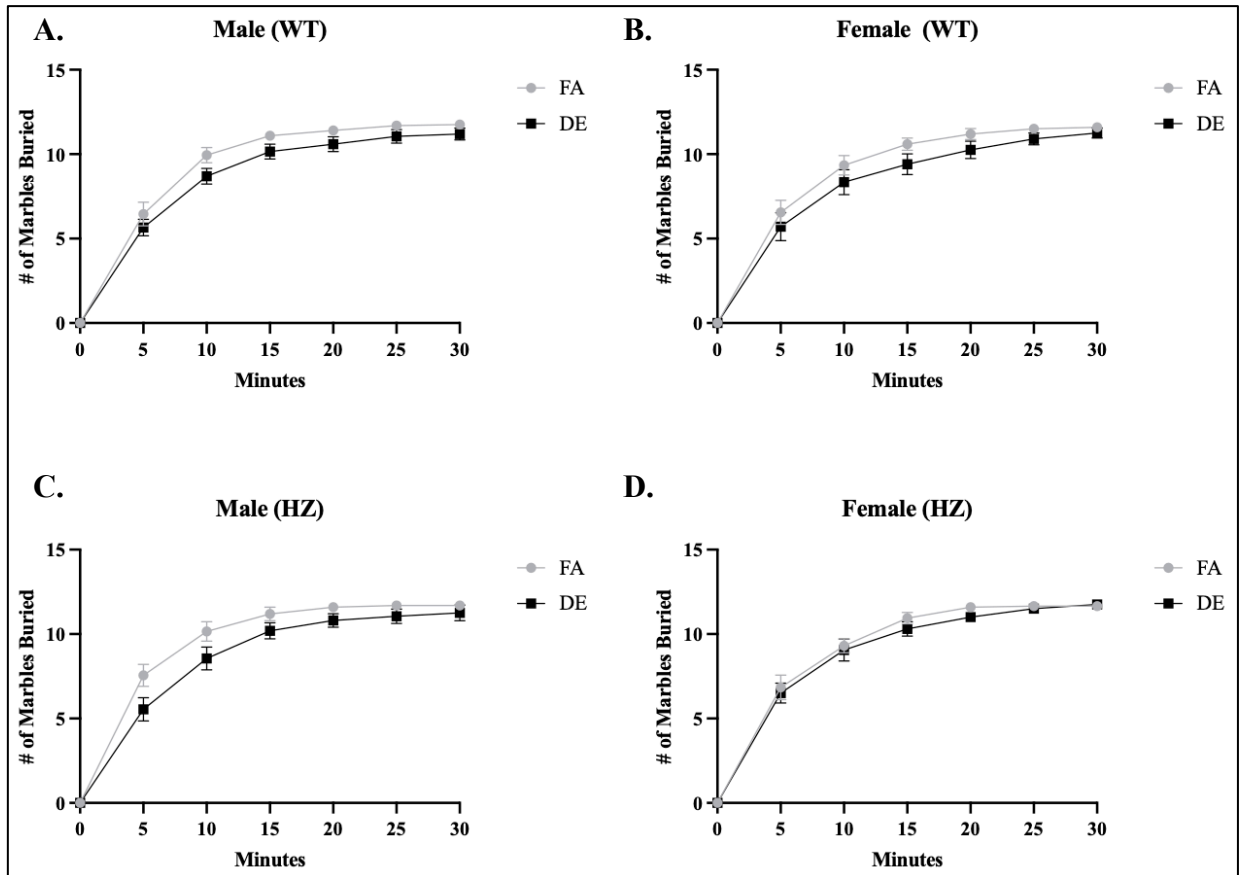 A.
Male (WT)
# of Marbles Buried
15
10
5
0
0 5 10 15 20 25 30
Minutes
FA
DE
B.
Female (WT)
# of Marbles Buried
15
10
5
0
0 5 10 15 20 25 30
Minutes
FA
DE
C.
Male (HZ)
# of Marbles Buried
15
10
5
0
0 5 10 15 20 25 30
Minutes
FA
DE
D.
Female (HZ)
# of Marbles Buried
15
10
5
0
0 5 10 15 20 25 30
Minutes
FA
DE